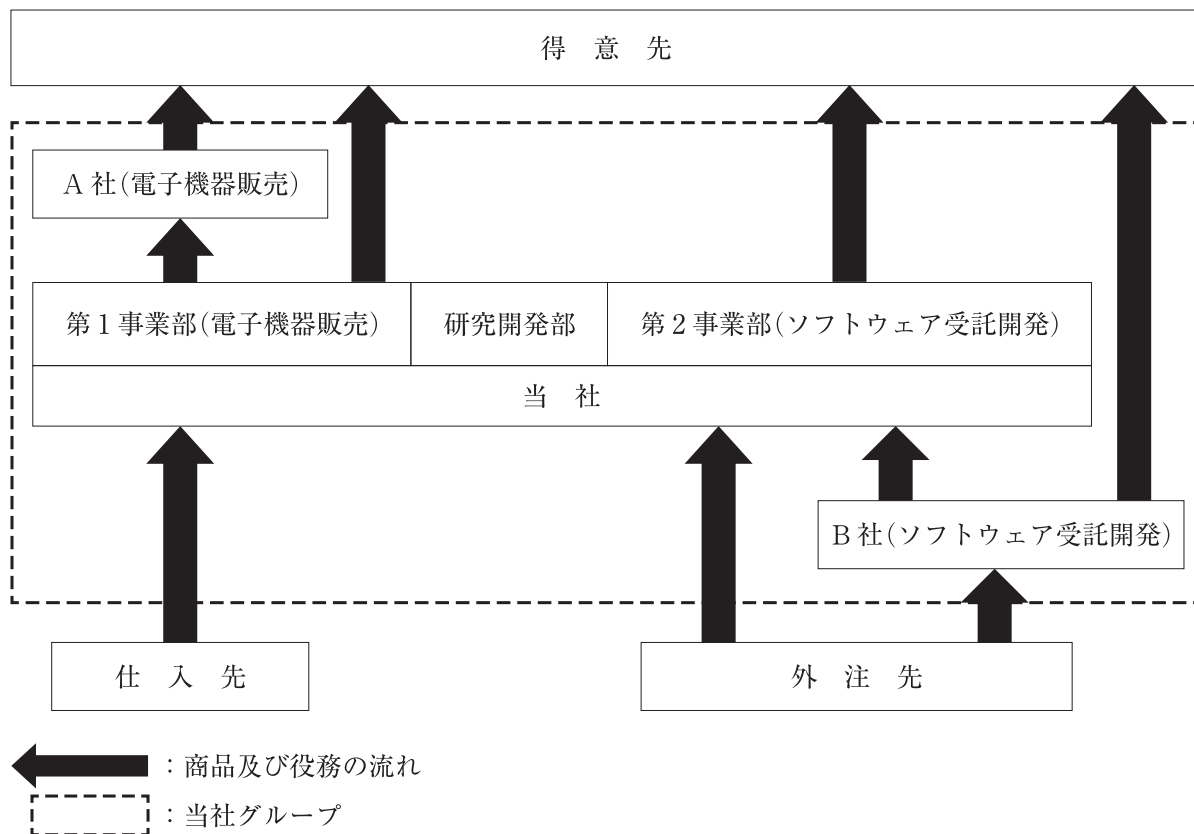 得 意 先
A 社(電子機器販売)
第1事業部(電子機器販売)
研究開発部
第2事業部(ソフトウェア受託開発)
当 社
B 社(ソフトウェア受託開発)
仕 入 先
外 注 先
:商品及び役務の流れ
:当社グループ